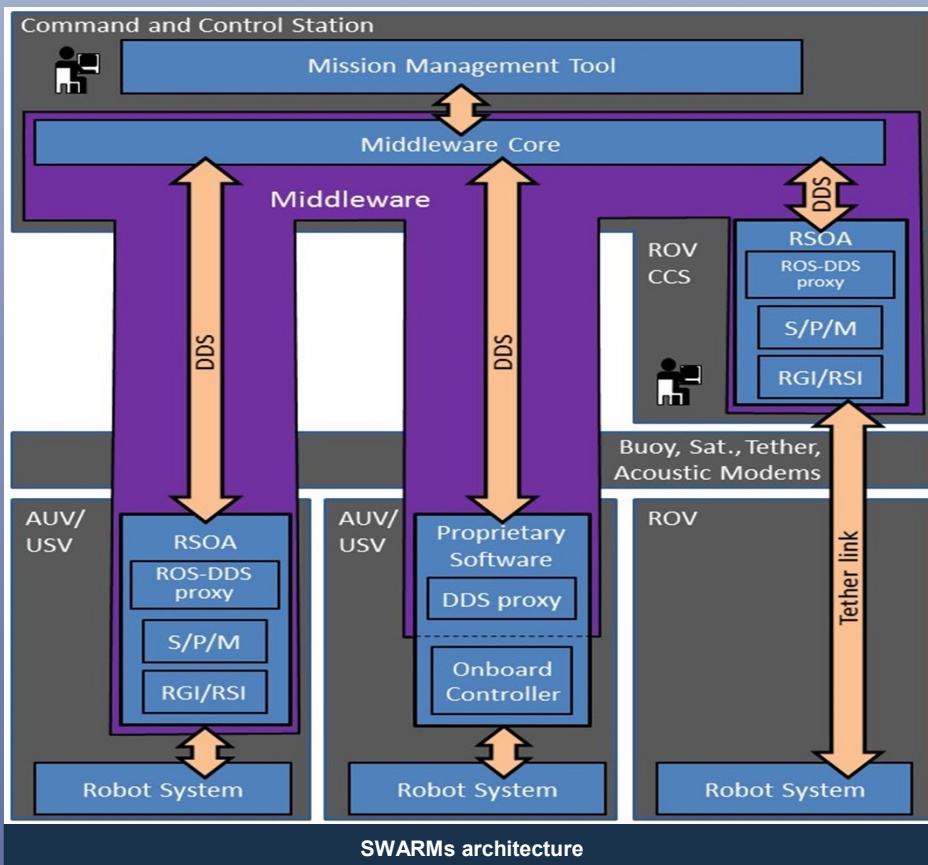 Command and Control Station
Mission Management Tool
Middleware Core
Middleware
DDS
DDS
DDS
ROV
CCS
RSOA
ROS-DDS
proxy
S/P/M
RGI/RSI
Buoy, Sat., Tether,
Acoustic Modems
AUV/
USV
RSOA
ROS-DDS
proxy
S/P/M
RGI/RSI
Robot System
AUV/
USV
Proprietary
Software
DDS proxy
Onboard
Controller
Robot System
ROV
Tether link
Robot System
SWARMs architecture